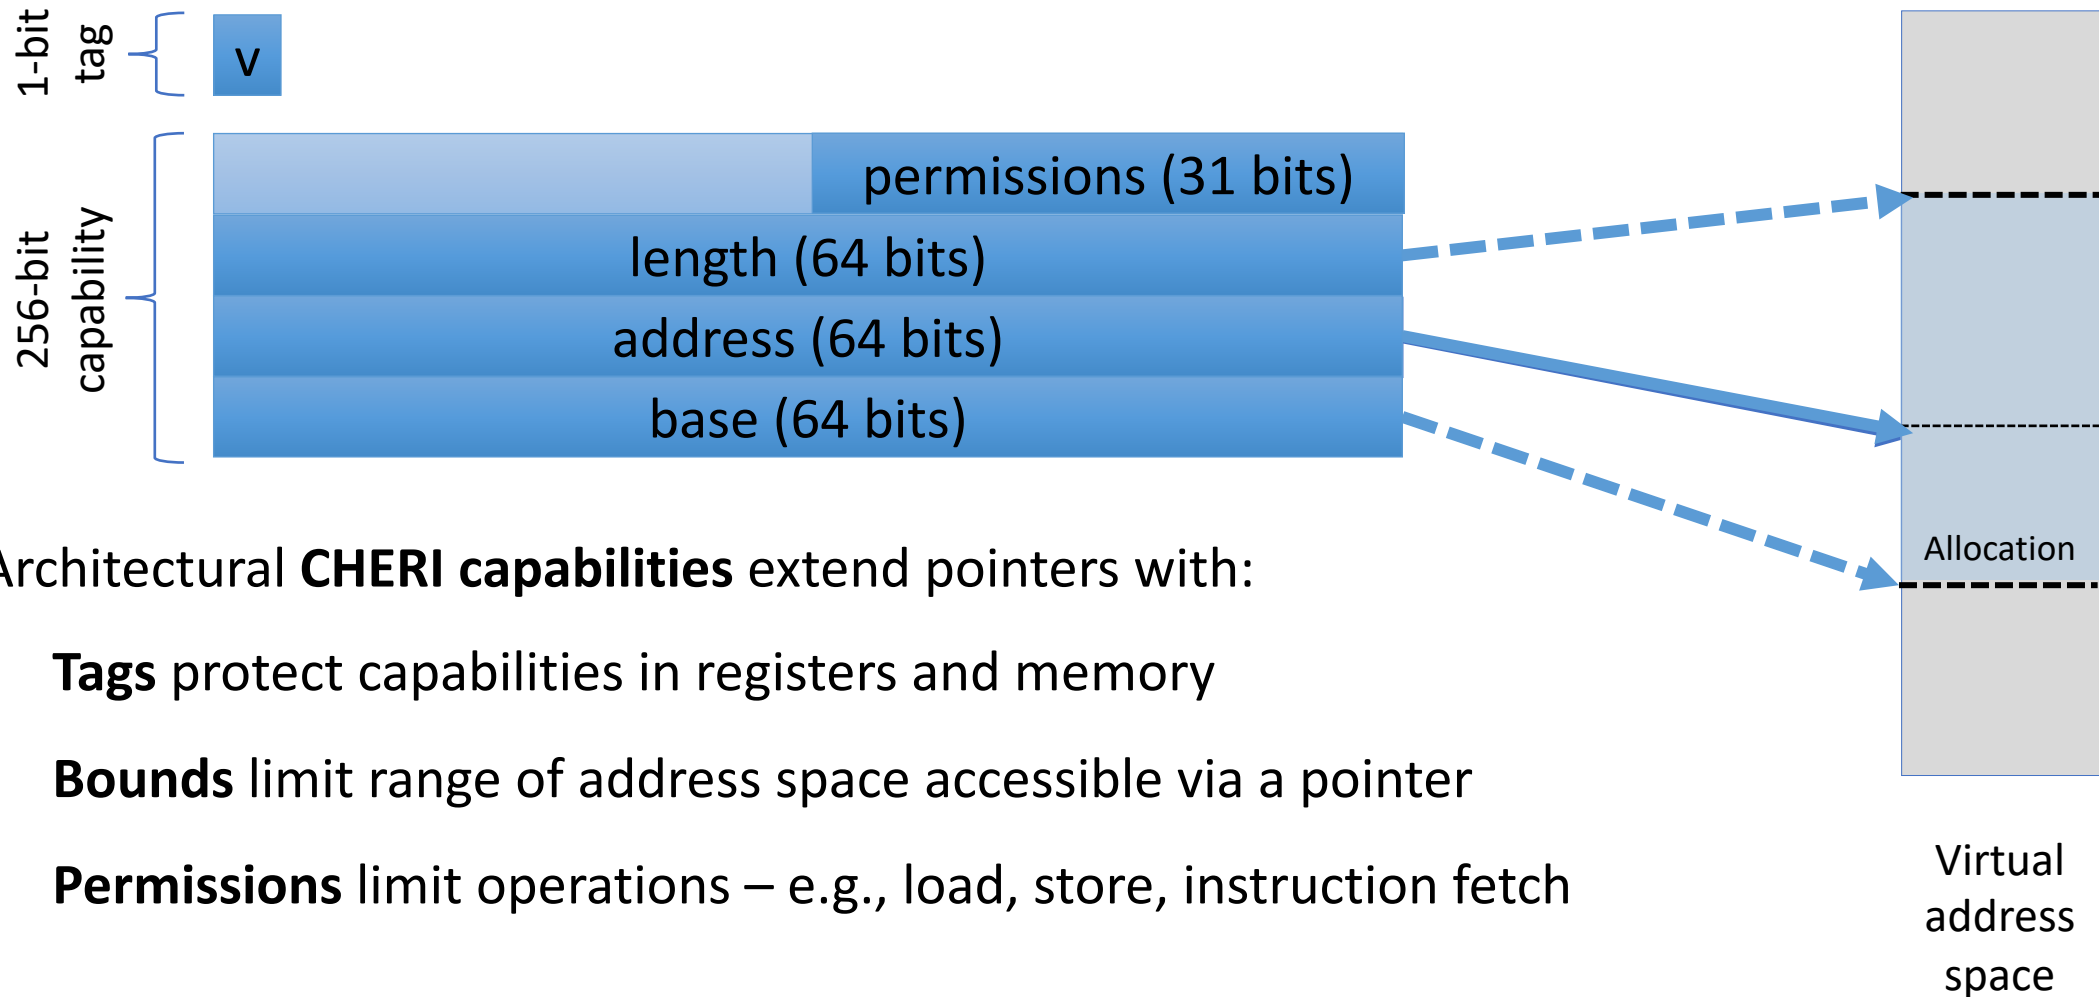 1-bit
tag
v
256-bit
capability
permissions (31 bits)
length (64 bits)
address (64 bits)
base (64 bits)
Allocation
Architectural CHERI capabilities extend pointers with:
Tags protect capabilities in registers and memory
Bounds limit range of address space accessible via a pointer
Permissions limit operations – e.g., load, store, instruction fetch
Virtual
address
space